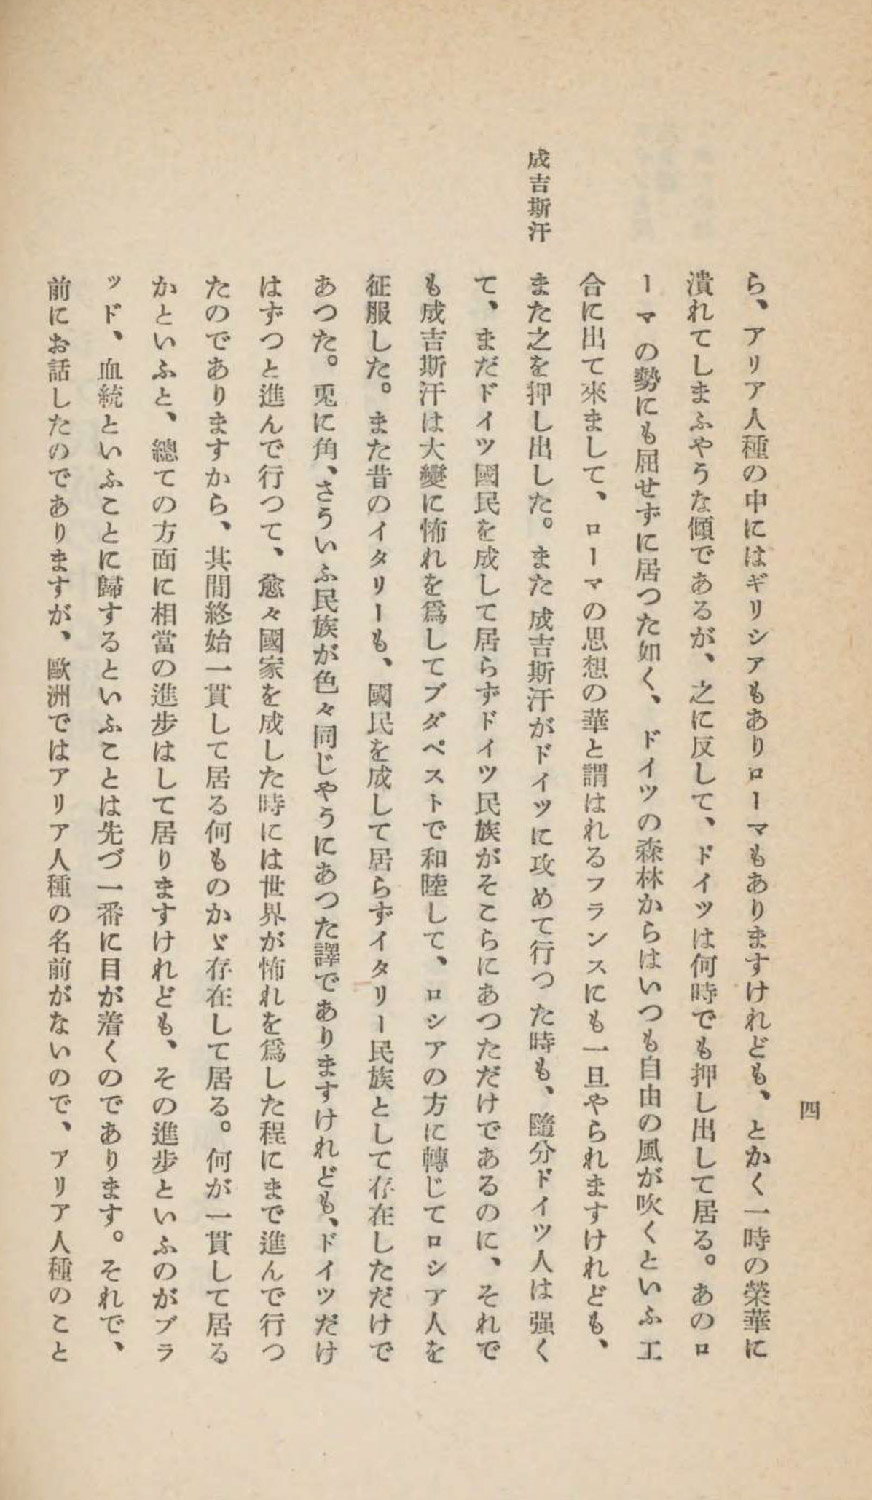 四
ら、アリア人種の中にはギリシアもありローマもありますけれども、とかく一時の榮華に
潰れてしまふやうな傾であるが、之に反して、ドイツは何時でも押し出して居る。あのロ
ーマの勢にも屈せずに居つた如く、ドイツの森林からはいつも自由の風が吹くといふ工
合に出て來まして、ローマの思想の華と謂はれるフランスにも一旦やられますけれども、
成吉斯汗
また之を押し出した。また成吉斯汗がドイツに攻めて行つた時も、隨分ドイツ人は强く
て、まだドイツ國民を成して居らずドイツ民族がそこらにあつただけであるのに、それで
も成吉斯汗は大變に怖れを爲してブダペストで和睦して、ロシアの方に轉じてロシア人を
征服した。また昔のイタリーも、國民を成して居らずイタリー民族として存在しただけで
あつた。兎に角、さういふ民族が色々同じやうにあつた譯でありますけれども、ドイツだけ
はずつと進んで行つて、愈々國家を成した時には世界が怖れを爲した程にまで進んで行つ
たのでありますから、其間終始一貫して居る何ものかゞ存在して居る。何が一貫して居る
かといふと、總ての方面に相當の進步はして居りますけれども、その進步といふのがブラ
ッド、血統といふことに歸するといふことは先づ一番に目が着くのであります。それで、
前にお話したのでありますが、歐洲ではアリア人種の名前がないので、アリア人種のこと